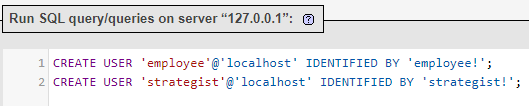 Run SQL query/queries on server “127.0.0.1”:
1 CREATE USER 'employee'@'localhost' IDENTIFIED BY 'employee!';
2 CREATE USER 'strategist'@'localhost' IDENTIFIED BY 'strategist!';